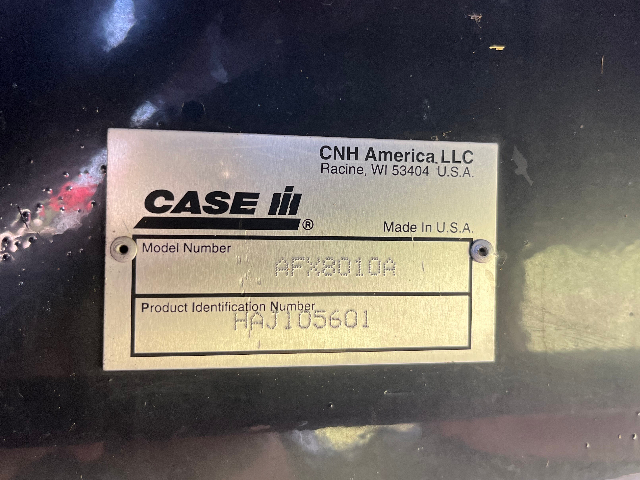 CNH America LLC
Racine, WI 53404 U.S.A.
CASE IH®
Made in U.S.A.
Model Number
AFX8010A
Product Identification Number
HAJ105601